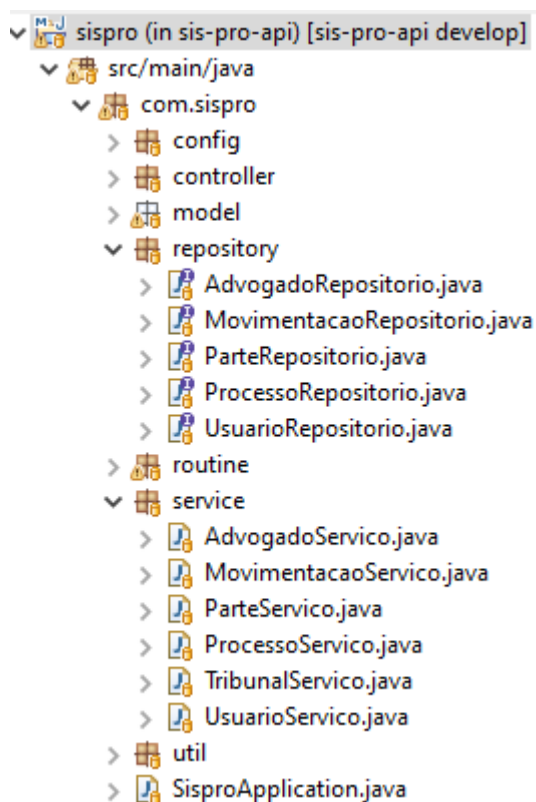 sispro (in sis-pro-api) [sis-pro-api develop]
src/main/java
com.sispro
config
controller
model
repository
AdvogadoRepositorio.java
MovimentacaoRepositorio.java
ParteRepositorio.java
ProcessoRepositorio.java
UsuarioRepositorio.java
routine
service
AdvogadoServico.java
MovimentacaoServico.java
ParteServico.java
ProcessoServico.java
TribunalServico.java
UsuarioServico.java
util
SisproApplication.java